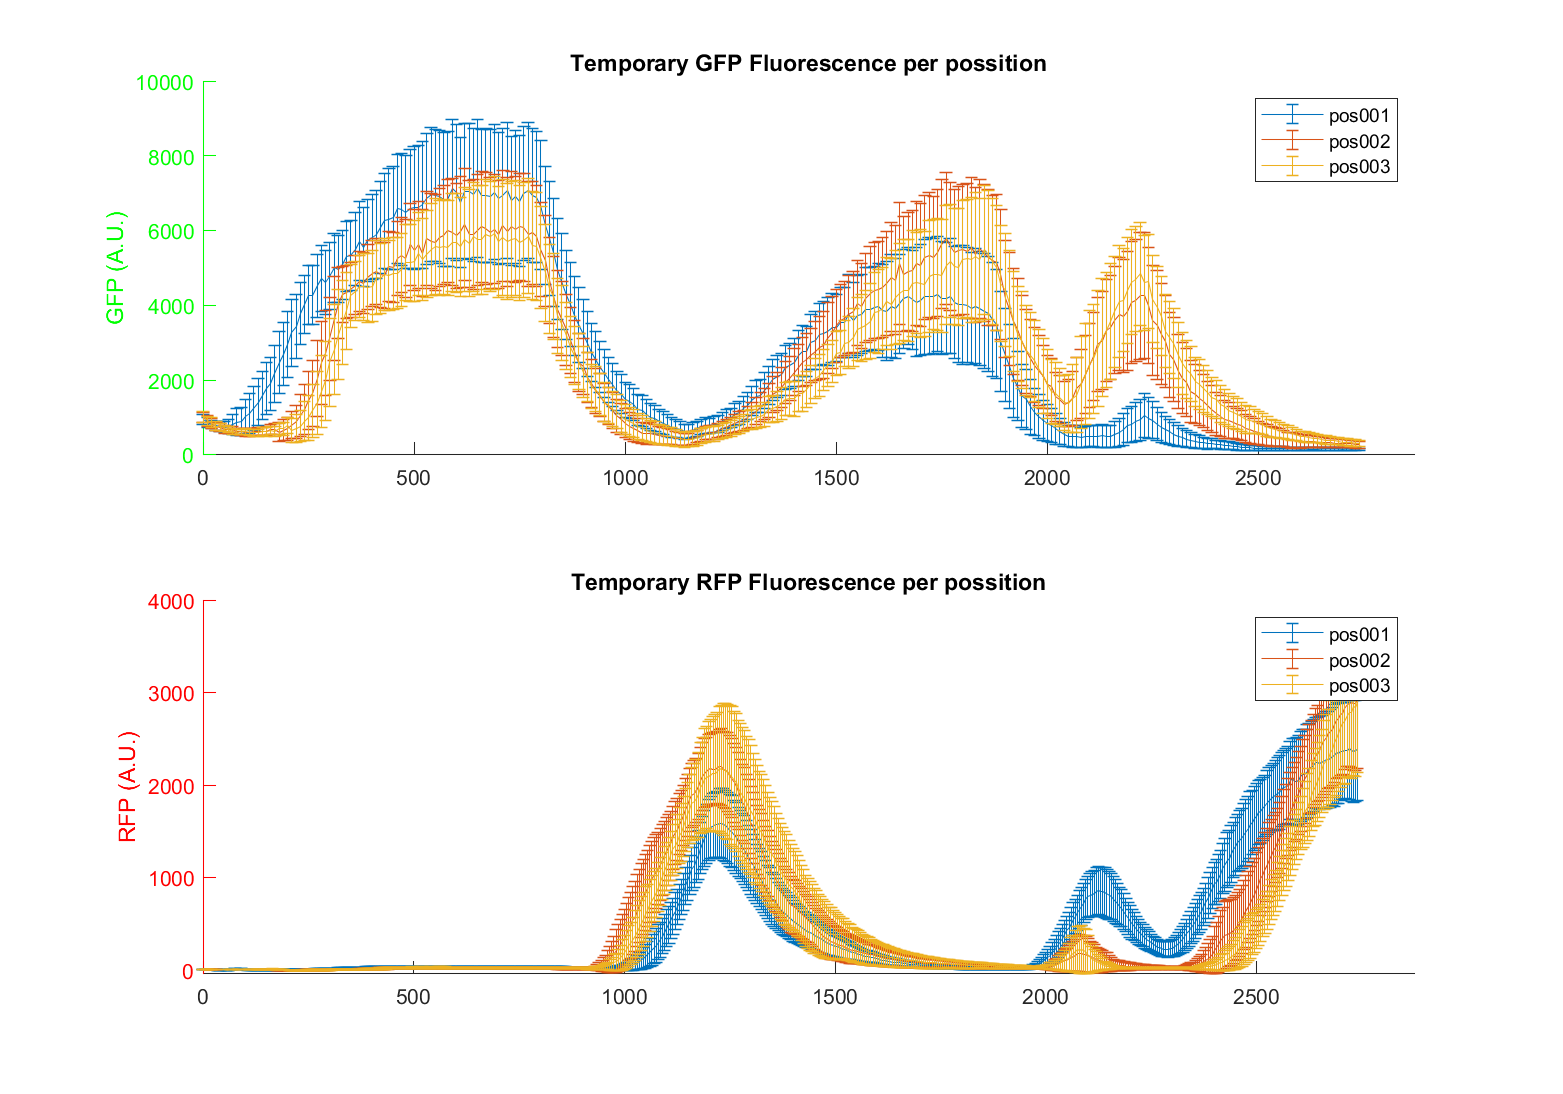 Temporary GFP Fluorescence per possition
10000
8000
6000
4000
2000
0
GFP (A.U.)
0 500 1000 1500 2000 2500
pos001
pos002
pos003
Temporary RFP Fluorescence per possition
4000
3000
2000
1000
0
RFP (A.U.)
0 500 1000 1500 2000 2500
pos001
pos002
pos003